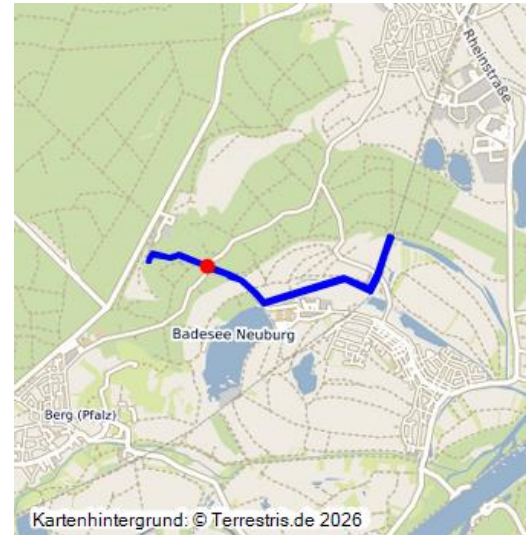 Rheinstraße
Badesee Neuburg
Berg (Pfalz)
Kartenhintergrund: © Terrestris.de 2026